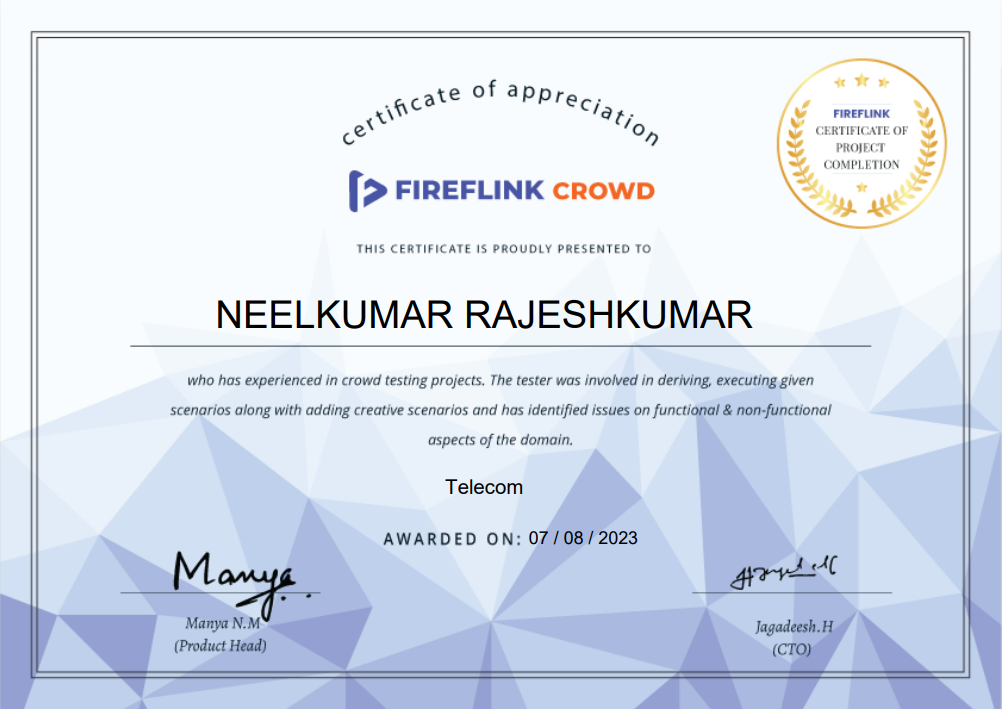 certificate of appreciation
FIREFLINK CROWD
FIREFLINK
CERTIFICATE OF
PROJECT
COMPLETION
THIS CERTIFICATE IS PROUDLY PRESENTED TO
NEELKUMAR RAJESHKUMAR
who has experienced in crowd testing projects. The tester was involved in deriving, executing given
scenarios along with adding creative scenarios and has identified issues on functional & non-functional
aspects of the domain.
Telecom
AWARDED ON: 07 / 08 / 2023
Manya
Manya N.M
(Product Head)
Jagadeesh.H
(CTO)